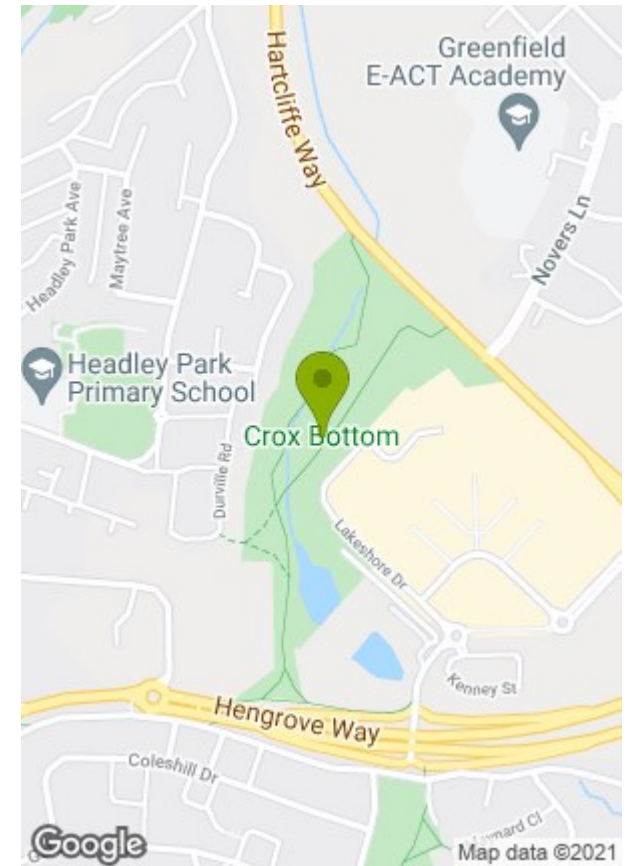 Greenfield
E-ACT Academy
Hartcliffe Way
Novers Ln
Maytree Ave
Headley Park Ave
Headley Park
Primary School
Crox Bottom
Durville Rd
Lakeshore Dr
Kenney St
Hengrove Way
Coleshill Dr
Cl
Google
Map data ©2021